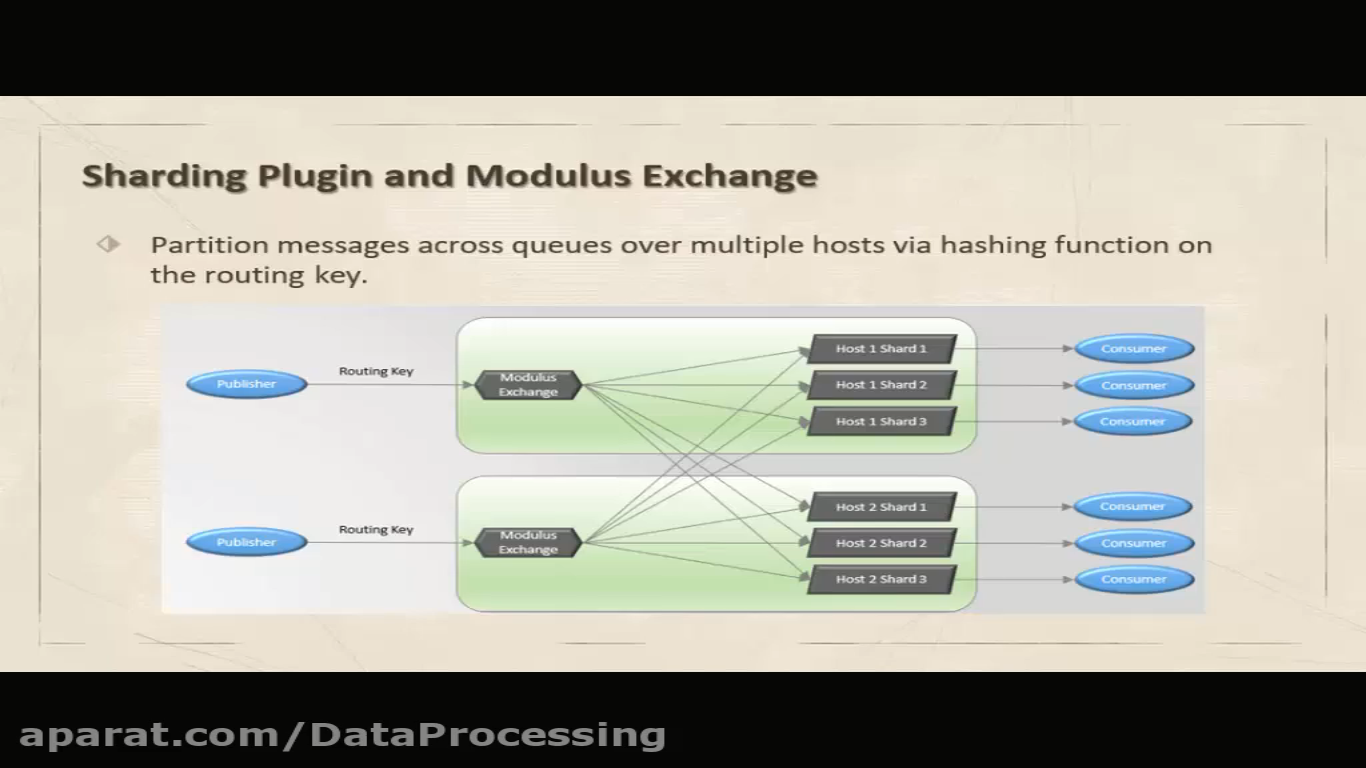 Sharding Plugin and Modulus Exchange
Partition messages across queues over multiple hosts via hashing function on
the routing key.
Publisher
Routing Key
Modulus
Exchange
Host 1 Shard 1
Host 1 Shard 2
Host 1 Shard 3
Consumer
Consumer
Consumer
Publisher
Routing Key
Modulus
Exchange
Host 2 Shard 1
Host 2 Shard 2
Host 2 Shard 3
Consumer
Consumer
Consumer
aparat.com/DataProcessing